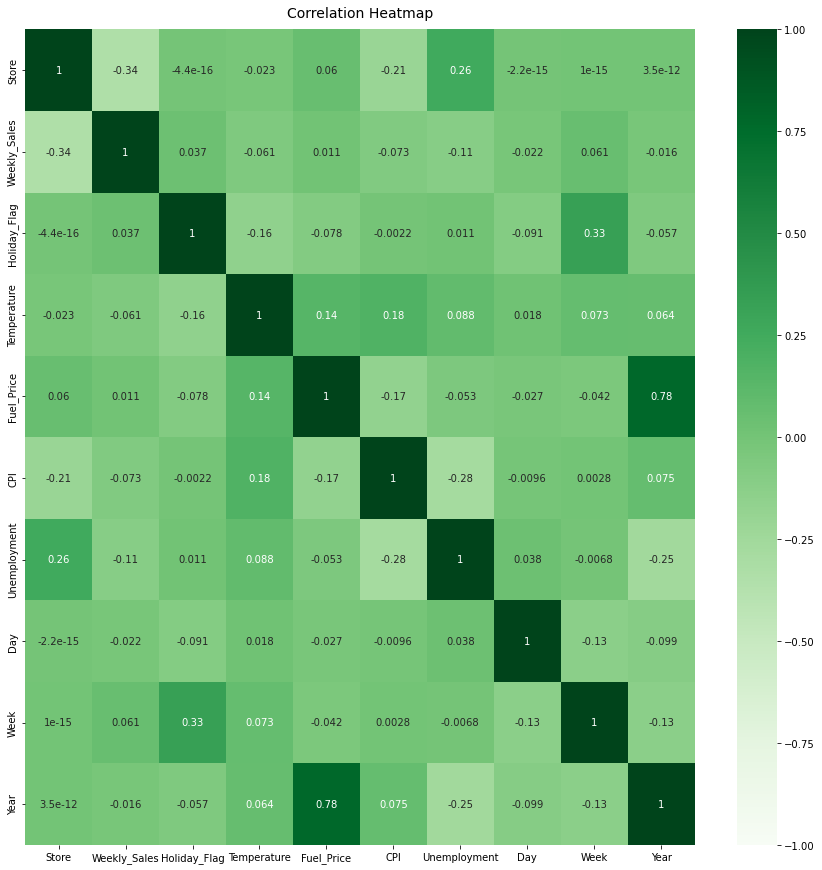 Correlation Heatmap
Store 1 -0.34 -4.4e-16 -0.023 0.06 -0.21 0.26 -2.2e-15 1e-15 3.5e-12
Weekly_Sales -0.34 1 0.037 -0.061 0.011 -0.073 -0.11 -0.022 0.061 -0.016
Holiday_Flag -4.4e-16 0.037 1 -0.16 -0.078 -0.0022 0.011 -0.091 0.33 -0.057
Temperature -0.023 -0.061 -0.16 1 0.14 0.18 0.088 0.018 0.073 0.064
Fuel_Price 0.06 0.011 -0.078 0.14 1 -0.17 -0.053 -0.027 -0.042 0.78
CPI -0.21 -0.073 -0.0022 0.18 -0.17 1 -0.28 -0.0096 0.0028 0.075
Unemployment 0.26 -0.11 0.011 0.088 -0.053 -0.28 1 0.038 -0.0068 -0.25
Day -2.2e-15 -0.022 -0.091 0.018 -0.027 -0.0096 0.038 1 -0.13 -0.099
Week 1e-15 0.061 0.33 0.073 -0.042 0.0028 -0.0068 -0.13 1 -0.13
Year 3.5e-12 -0.016 -0.057 0.064 0.78 0.075 -0.25 -0.099 -0.13 1
Store Weekly_Sales Holiday_Flag Temperature Fuel_Price CPI Unemployment Day Week Year
1.00
0.75
0.50
0.25
0.00
−0.25
−0.50
−0.75
−1.00